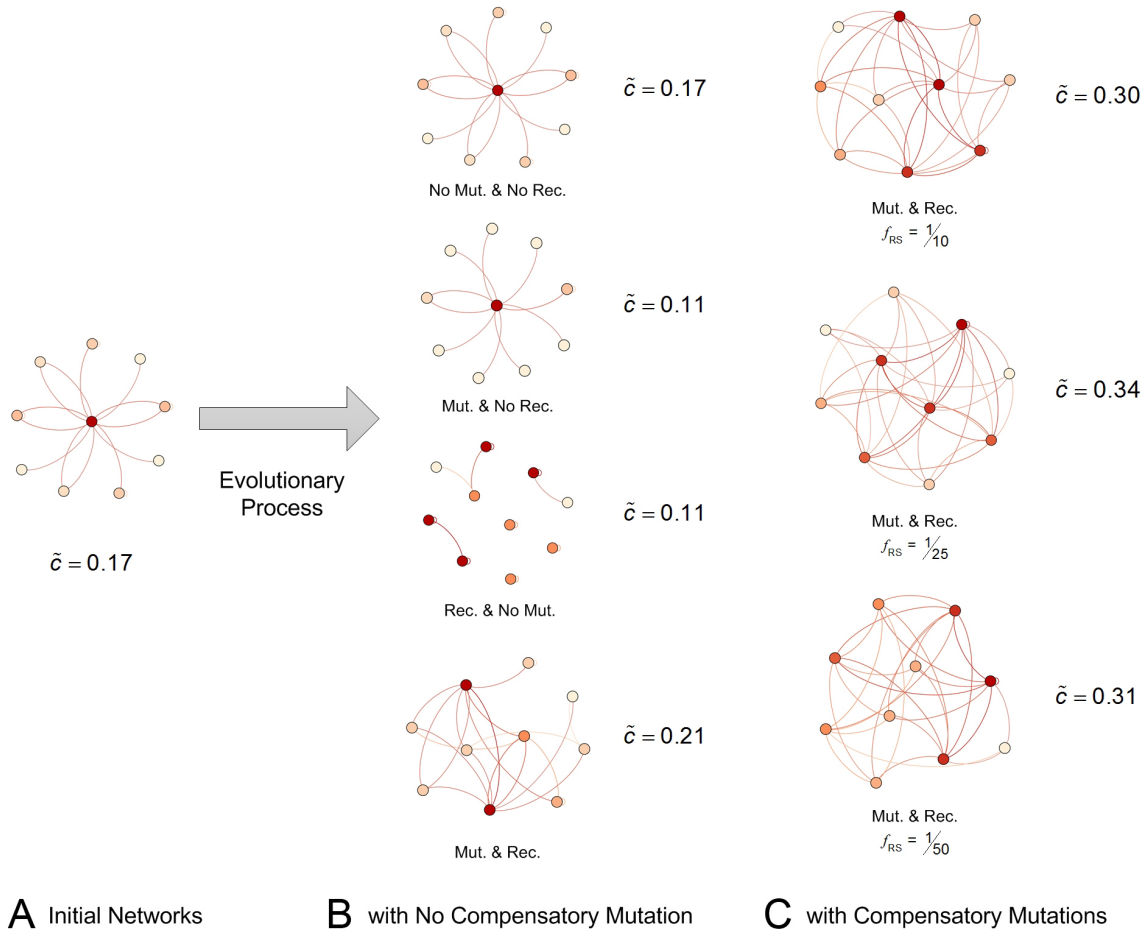 c̃ = 0.17
Evolutionary
Process
c̃ = 0.17
No Mut. & No Rec.
c̃ = 0.11
Mut. & No Rec.
c̃ = 0.11
Rec. & No Mut.
c̃ = 0.21
Mut. & Rec.
c̃ = 0.30
Mut. & Rec.
f_RS = 1/10
c̃ = 0.34
Mut. & Rec.
f_RS = 1/25
c̃ = 0.31
Mut. & Rec.
f_RS = 1/50
A Initial Networks
B with No Compensatory Mutation
C with Compensatory Mutations